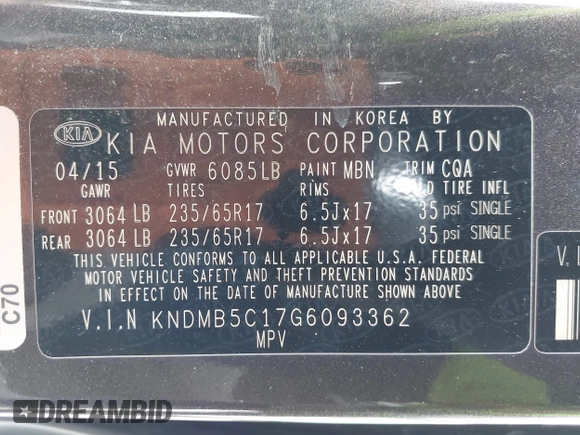 MANUFACTURED IN KOREA BY
KIA KIA MOTORS CORPORATION
04/15 GVWR 6085LB PAINT MBN TRIM CQA
GAWR TIRES RIMS COLD TIRE INFL
FRONT 3064 LB 235/65R17 6.5Jx17 35 psi SINGLE
REAR 3064 LB 235/65R17 6.5Jx17 35 psi SINGLE
THIS VEHICLE CONFORMS TO ALL APPLICABLE U.S.A. FEDERAL
MOTOR VEHICLE SAFETY AND THEFT PREVENTION STANDARDS
IN EFFECT ON THE DATE OF MANUFACTURE SHOWN ABOVE.
V.I.N KNDMB5C17G6093362
MPV
C70
V.I
DREAMBID